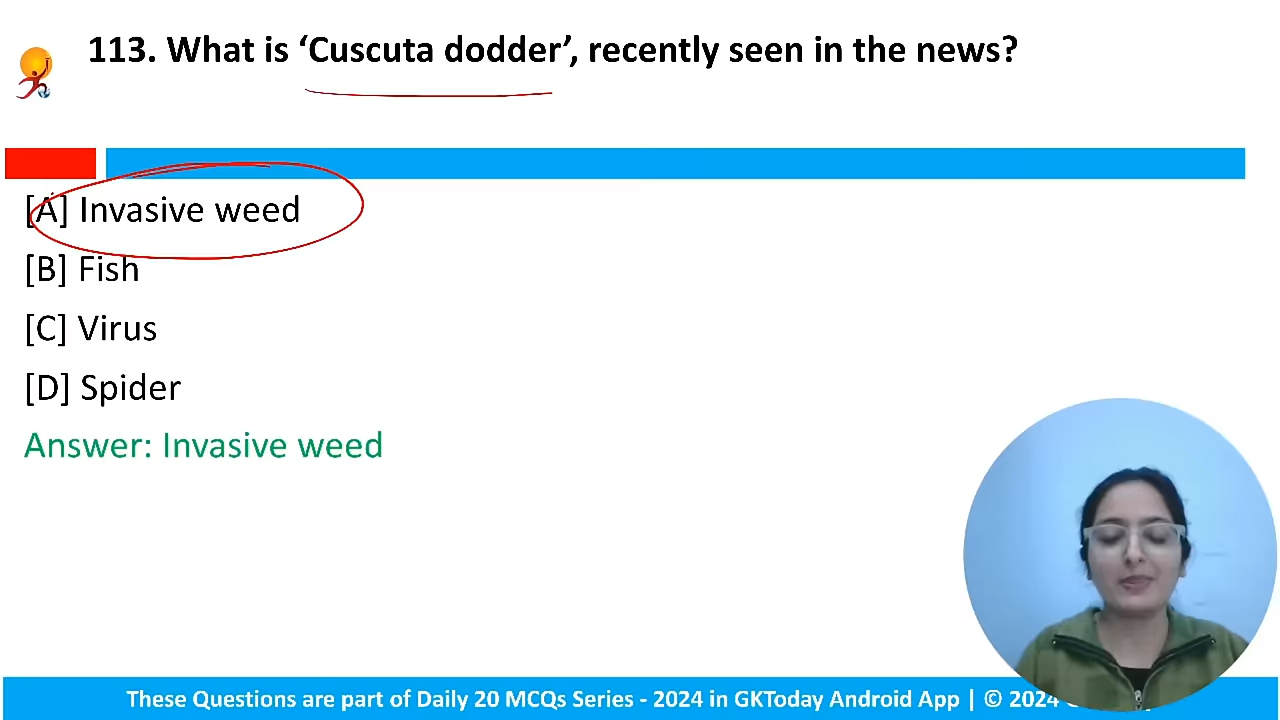 113. What is ‘Cuscuta dodder’, recently seen in the news?
[A] Invasive weed
[B] Fish
[C] Virus
[D] Spider
Answer: Invasive weed
These Questions are part of Daily 20 MCQs Series - 2024 in GKToday Android App | © 2024